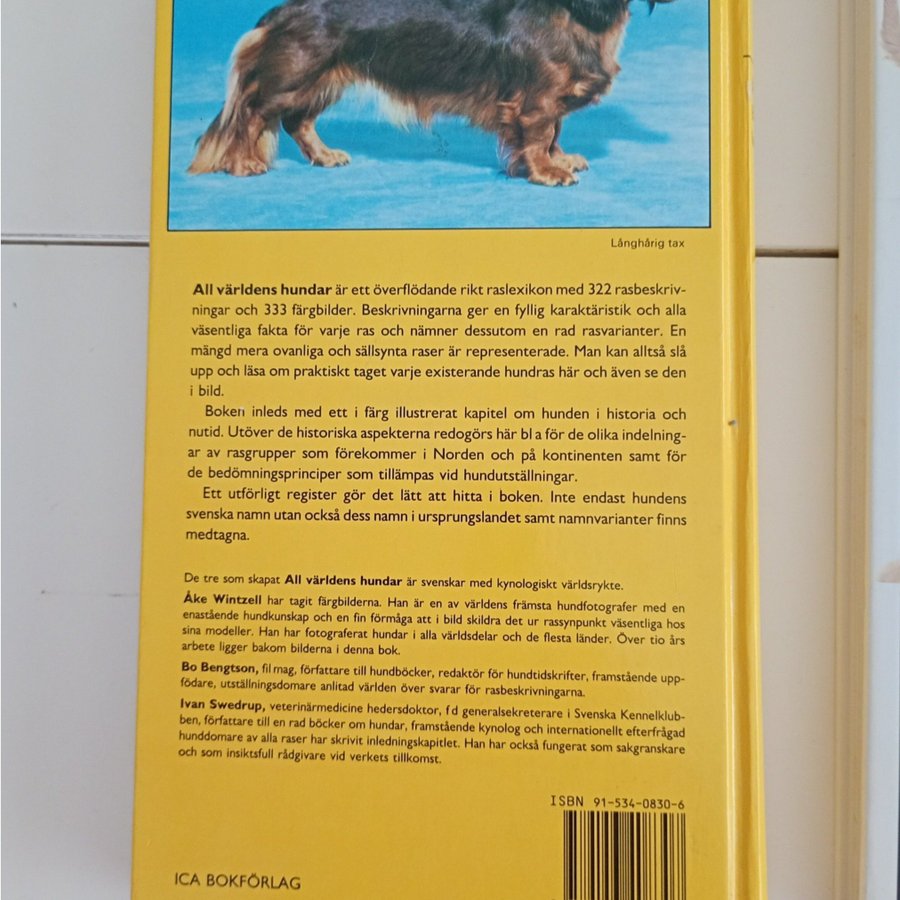 Långhårig tax
All världens hundar är ett överflödande rikt raslexikon med 322 rasbeskriv-
ningar och 333 färgbilder. Beskrivningarna ger en fyllig karaktäristik och alla
väsentliga fakta för varje ras och nämner dessutom en rad rasvarianter. En
mängd mera ovanliga och sällsynta raser är representerade. Man kan alltså slå
upp och läsa om praktiskt taget varje existerande hundras här och även se den
i bild.
Boken inleds med ett i färg illustrerat kapitel om hunden i historia och
nutid. Utöver de historiska aspekterna redogörs här bl a för de olika indelning-
ar av rasgrupper som förekommer i Norden och på kontinenten samt för
de bedömningsprinciper som tillämpas vid hundutställningar.
Ett utförligt register gör det lätt att hitta i boken. Inte endast hundens
svenska namn utan också dess namn i ursprungslandet samt namnvarianter finns
medtagna.
De tre som skapat All världens hundar är svenskar med kynologiskt världsrykte.
Åke Wintzell har tagit färgbilderna. Han är en av världens främsta hundfotografer med en
enastående hundkunskap och en fin förmåga att i bild skildra det ur rassynpunkt väsentliga hos
sina modeller. Han har fotograferat hundar i alla världsdelar och de flesta länder. Över tio års
arbete ligger bakom bilderna i denna bok.
Bo Bengtson, fil mag, författare till hundböcker, redaktör för hundtidskrifter, framstående upp-
födare, utställningsdomare anlitad världen över svarar för rasbeskrivningarna.
Ivan Swedrup, veterinärmedicine hedersdoktor, f d generalsekreterare i Svenska Kennelklub-
ben, författare till en rad böcker om hundar, framstående kynolog och internationellt efterfrågad
hunddomare av alla raser har skrivit inledningskapitlet. Han har också fungerat som sakgranskare
och som insiktsfull rådgivare vid verkets tillkomst.
ISBN 91-534-0830-6
ICA BOKFÖRLAG